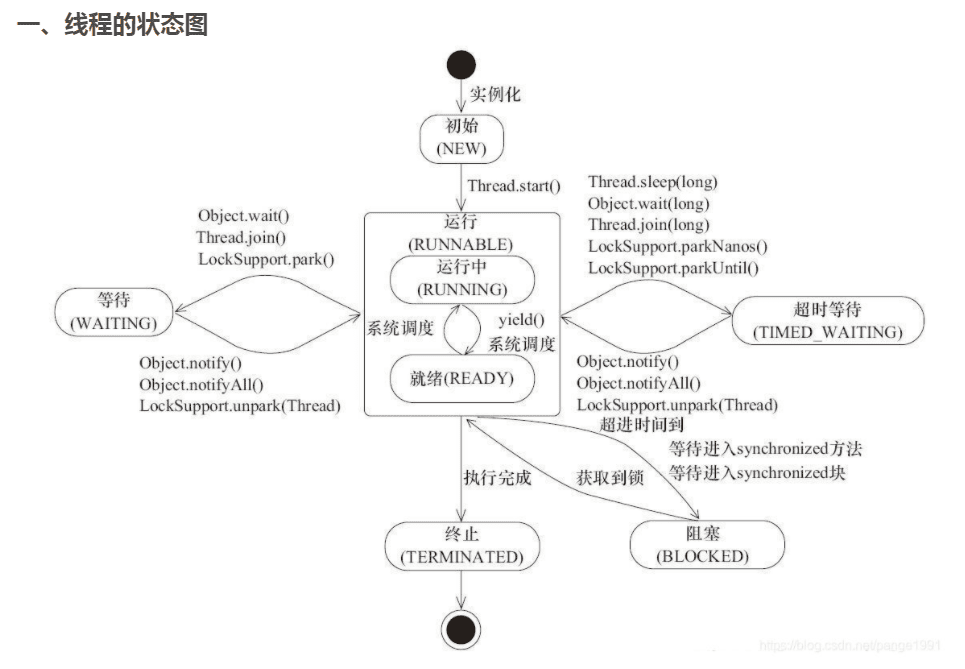 一、线程的状态图
实例化
初始
(NEW)
Thread.start()
Thread.sleep(long)
Object.wait(long)
Thread.join(long)
LockSupport.parkNanos()
LockSupport.parkUntil()
Object.wait()
Thread.join()
LockSupport.park()
运行
(RUNNABLE)
运行中
(RUNNING)
系统调度
yield()
系统调度
就绪(READY)
等待
(WAITING)
超时等待
(TIMED_WAITING)
Object.notify()
Object.notifyAll()
LockSupport.unpark(Thread)
Object.notify()
Object.notifyAll()
LockSupport.unpark(Thread)
超进时间到
等待进入synchronized方法
等待进入synchronized块
执行完成
获取到锁
终止
(TERMINATED)
阻塞
(BLOCKED)
https://blog.csdn.net/pange1991